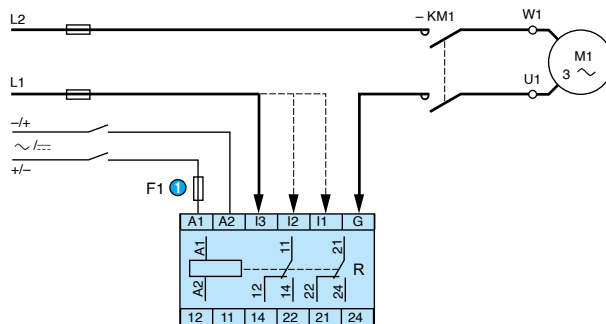 L2
– KM1
W1
M1
3 ~
L1
U1
–/+
~ /⎓
+/–
F1 1
A1 A2 I3 I2 I1 G
A1
A2
11
12
14
21
22
24
R
12 11 14 22 21 24